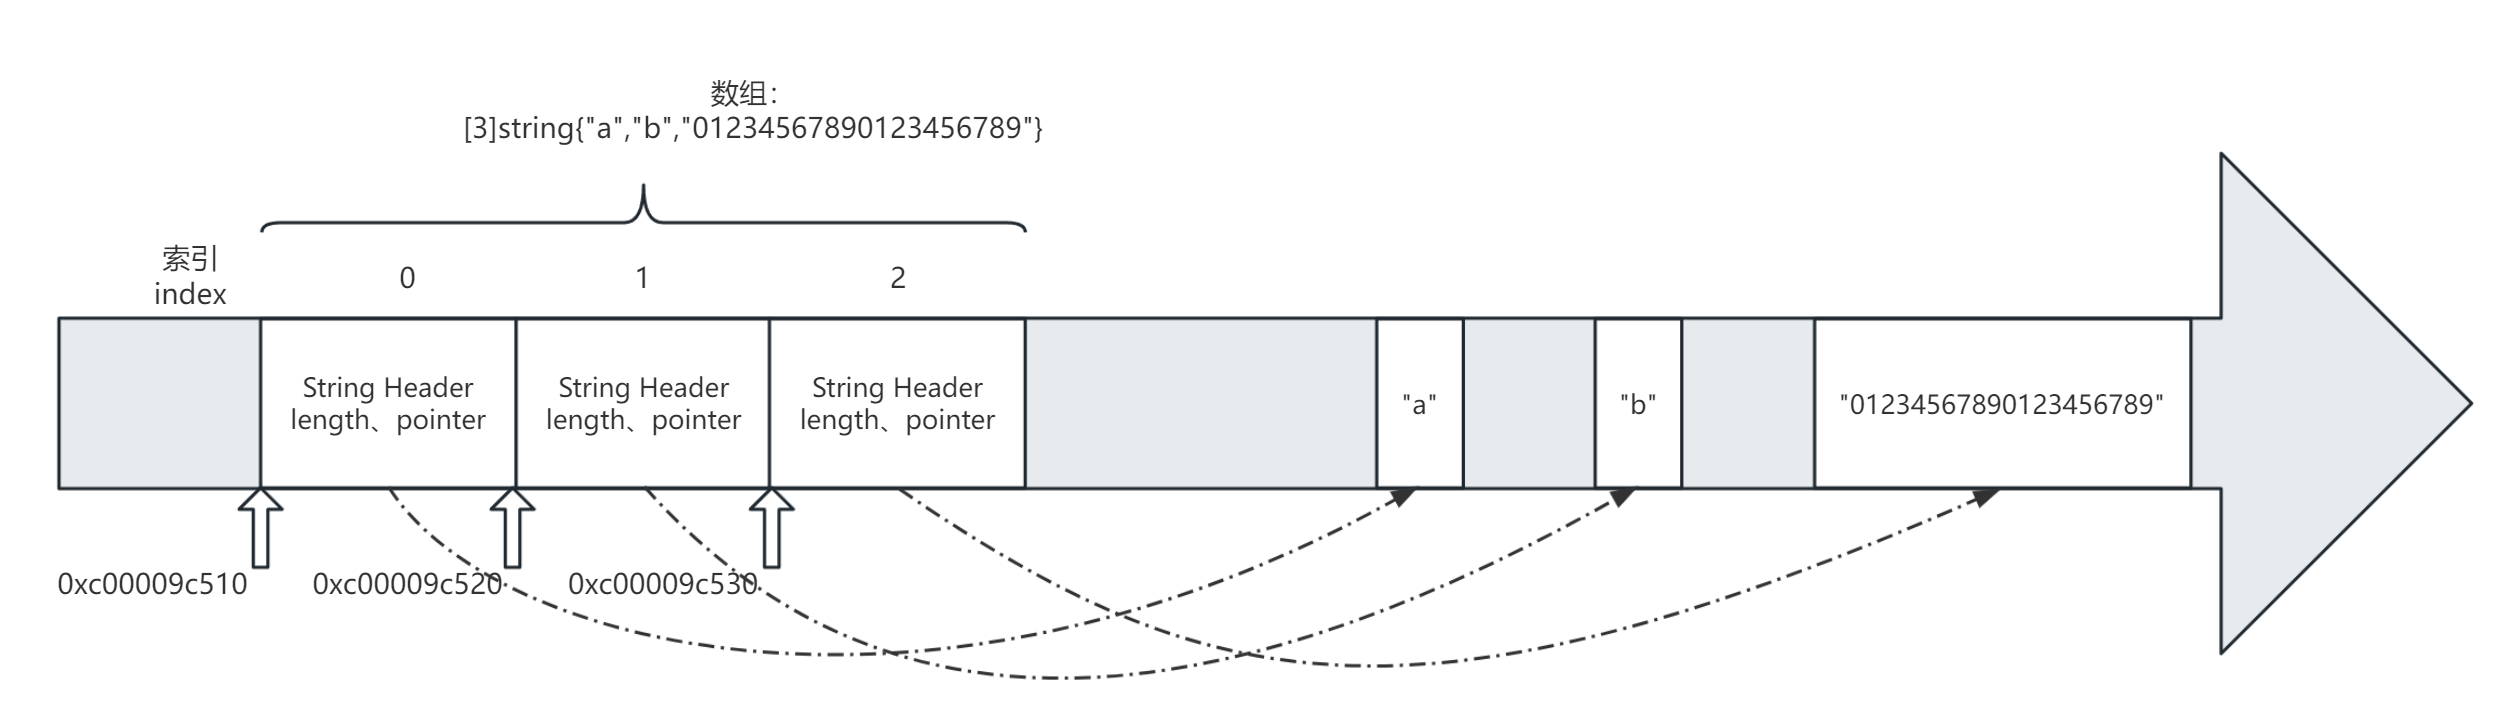 数组：
[3]string{"a","b","01234567890123456789"}
索引
index
0
1
2
String Header
length、pointer
String Header
length、pointer
String Header
length、pointer
"a"
"b"
"01234567890123456789"
0xc00009c510
0xc00009c520
0xc00009c530